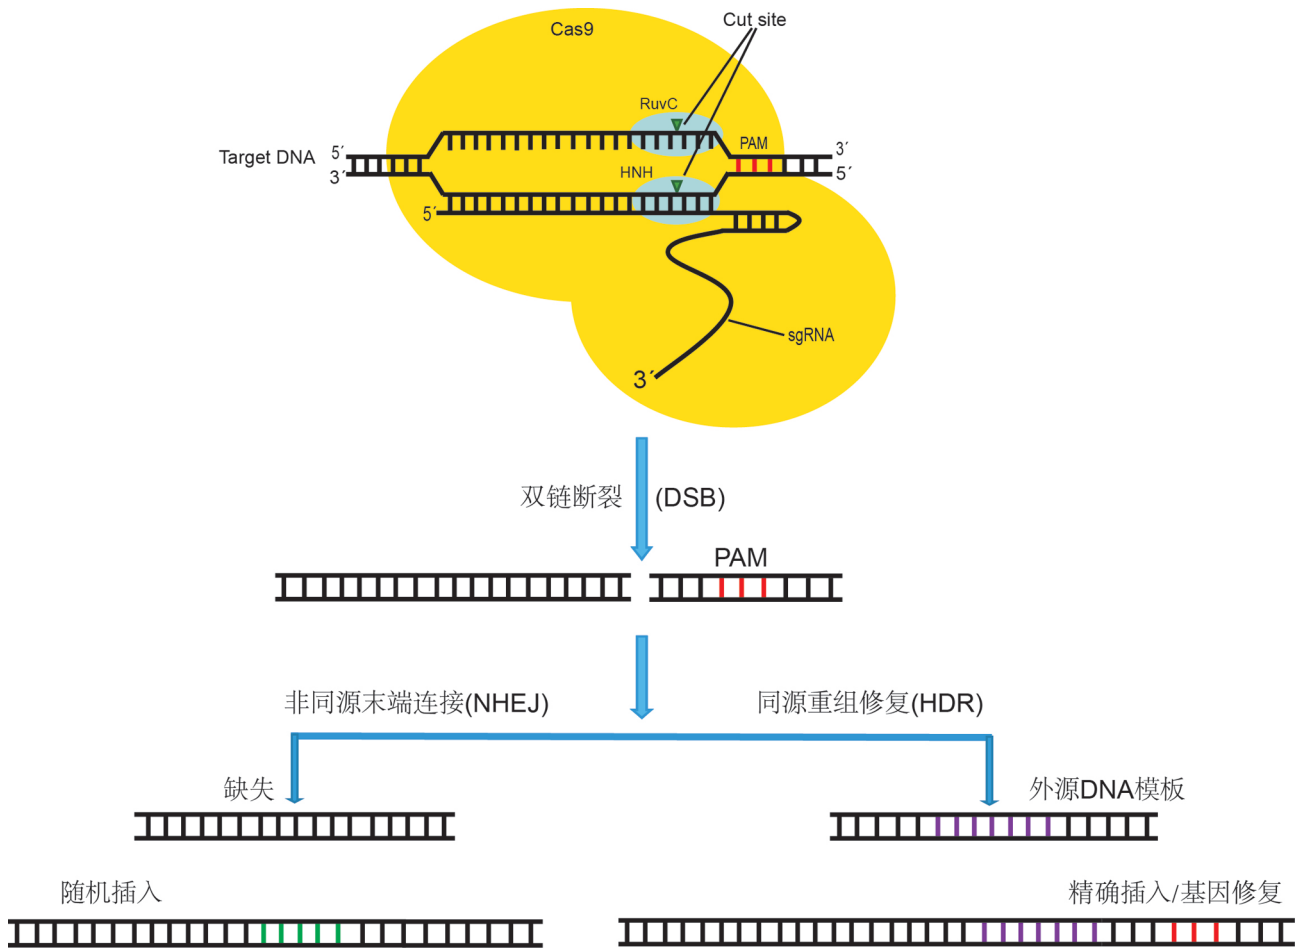 Cas9
Cut site
RuvC
Target DNA
5´
PAM
3´
3´
HNH
5´
5´
sgRNA
3´
双链断裂 (DSB)
PAM
非同源末端连接(NHEJ)
同源重组修复(HDR)
缺失
外源DNA模板
随机插入
精确插入/基因修复